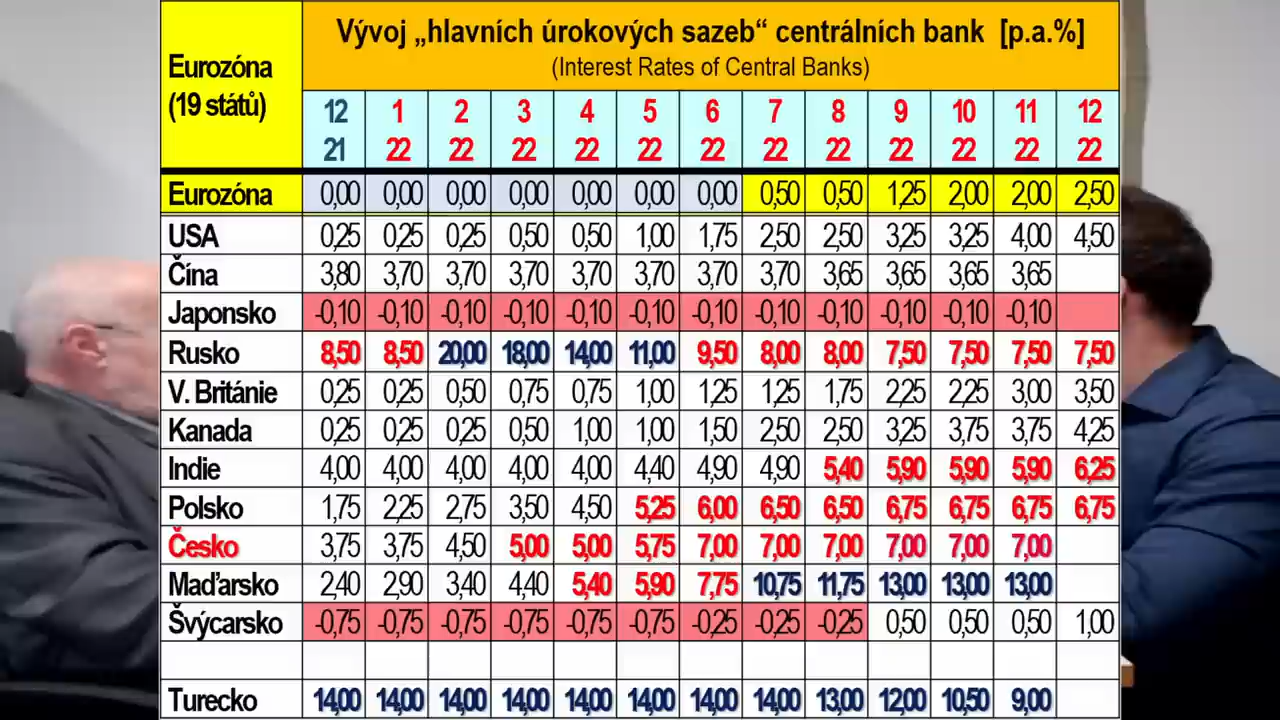 Vývoj „hlavních úrokových sazeb“ centrálních bank [p.a.%]
(Interest Rates of Central Banks)
Eurozóna
(19 států)
12 1 2 3 4 5 6 7 8 9 10 11 12
21 22 22 22 22 22 22 22 22 22 22 22 22
Eurozóna 0,00 0,00 0,00 0,00 0,00 0,00 0,00 0,50 0,50 1,25 2,00 2,00 2,50
USA 0,25 0,25 0,25 0,50 0,50 1,00 1,75 2,50 2,50 3,25 3,25 4,00 4,50
Čína 3,80 3,70 3,70 3,70 3,70 3,70 3,70 3,70 3,65 3,65 3,65 3,65
Japonsko -0,10 -0,10 -0,10 -0,10 -0,10 -0,10 -0,10 -0,10 -0,10 -0,10 -0,10 -0,10
Rusko 8,50 8,50 20,00 18,00 14,00 11,00 9,50 8,00 8,00 7,50 7,50 7,50 7,50
V. Británie 0,25 0,25 0,50 0,75 0,75 1,00 1,25 1,25 1,75 2,25 2,25 3,00 3,50
Kanada 0,25 0,25 0,25 0,50 1,00 1,00 1,50 2,50 2,50 3,25 3,75 3,75 4,25
Indie 4,00 4,00 4,00 4,00 4,00 4,40 4,90 4,90 5,40 5,90 5,90 5,90 6,25
Polsko 1,75 2,25 2,75 3,50 4,50 5,25 6,00 6,50 6,50 6,75 6,75 6,75 6,75
Česko 3,75 3,75 4,50 5,00 5,00 5,75 7,00 7,00 7,00 7,00 7,00 7,00
Maďarsko 2,40 2,90 3,40 4,40 5,40 5,90 7,75 10,75 11,75 13,00 13,00 13,00
Švýcarsko -0,75 -0,75 -0,75 -0,75 -0,75 -0,75 -0,25 -0,25 -0,25 0,50 0,50 0,50 1,00
Turecko 14,00 14,00 14,00 14,00 14,00 14,00 14,00 14,00 13,00 12,00 10,50 9,00